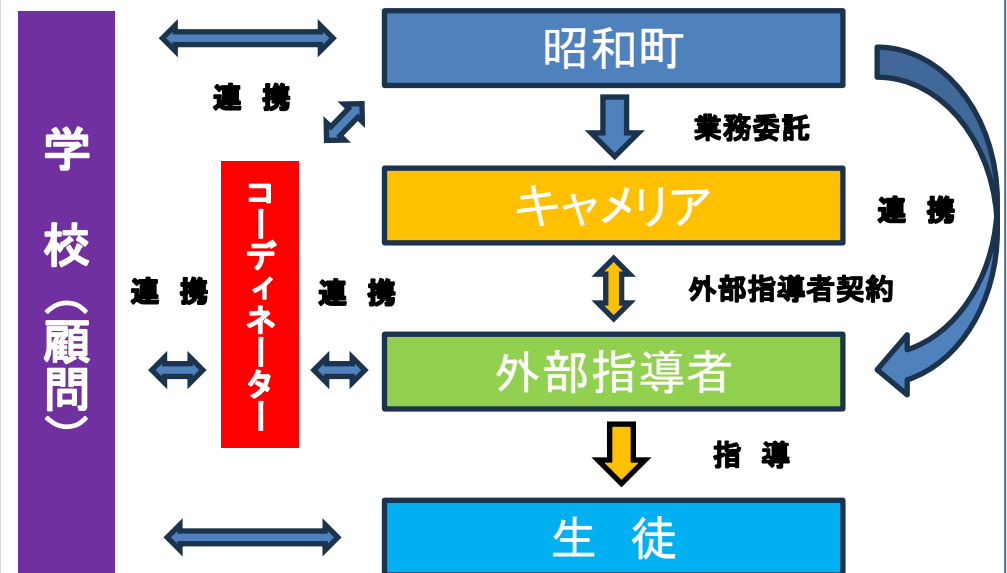 昭和町
連 携
業務委託
学 校 (顧問)
コーディネーター
キャメリア
連 携
連 携
連 携
外部指導者契約
外部指導者
指 導
生 徒